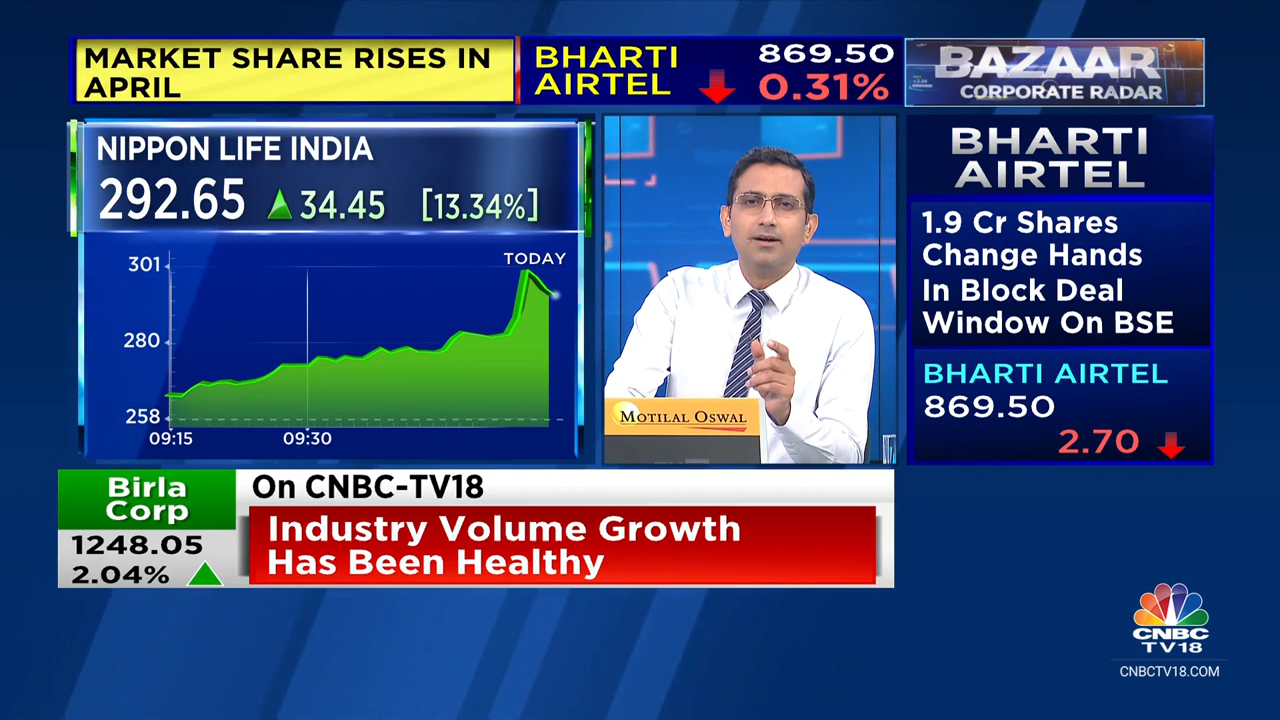 MARKET SHARE RISES IN
APRIL
BHARTI
AIRTEL
869.50
0.31%
BAZAAR
CORPORATE RADAR
NIPPON LIFE INDIA
292.65 34.45 [13.34%]
TODAY
301
280
258
09:15 09:30
MOTILAL OSWAL
BHARTI
AIRTEL
1.9 Cr Shares
Change Hands
In Block Deal
Window On BSE
BHARTI AIRTEL
869.50
2.70
Birla
Corp
1248.05
2.04%
On CNBC-TV18
Industry Volume Growth
Has Been Healthy
CNBC
TV18
CNBCTV18.COM